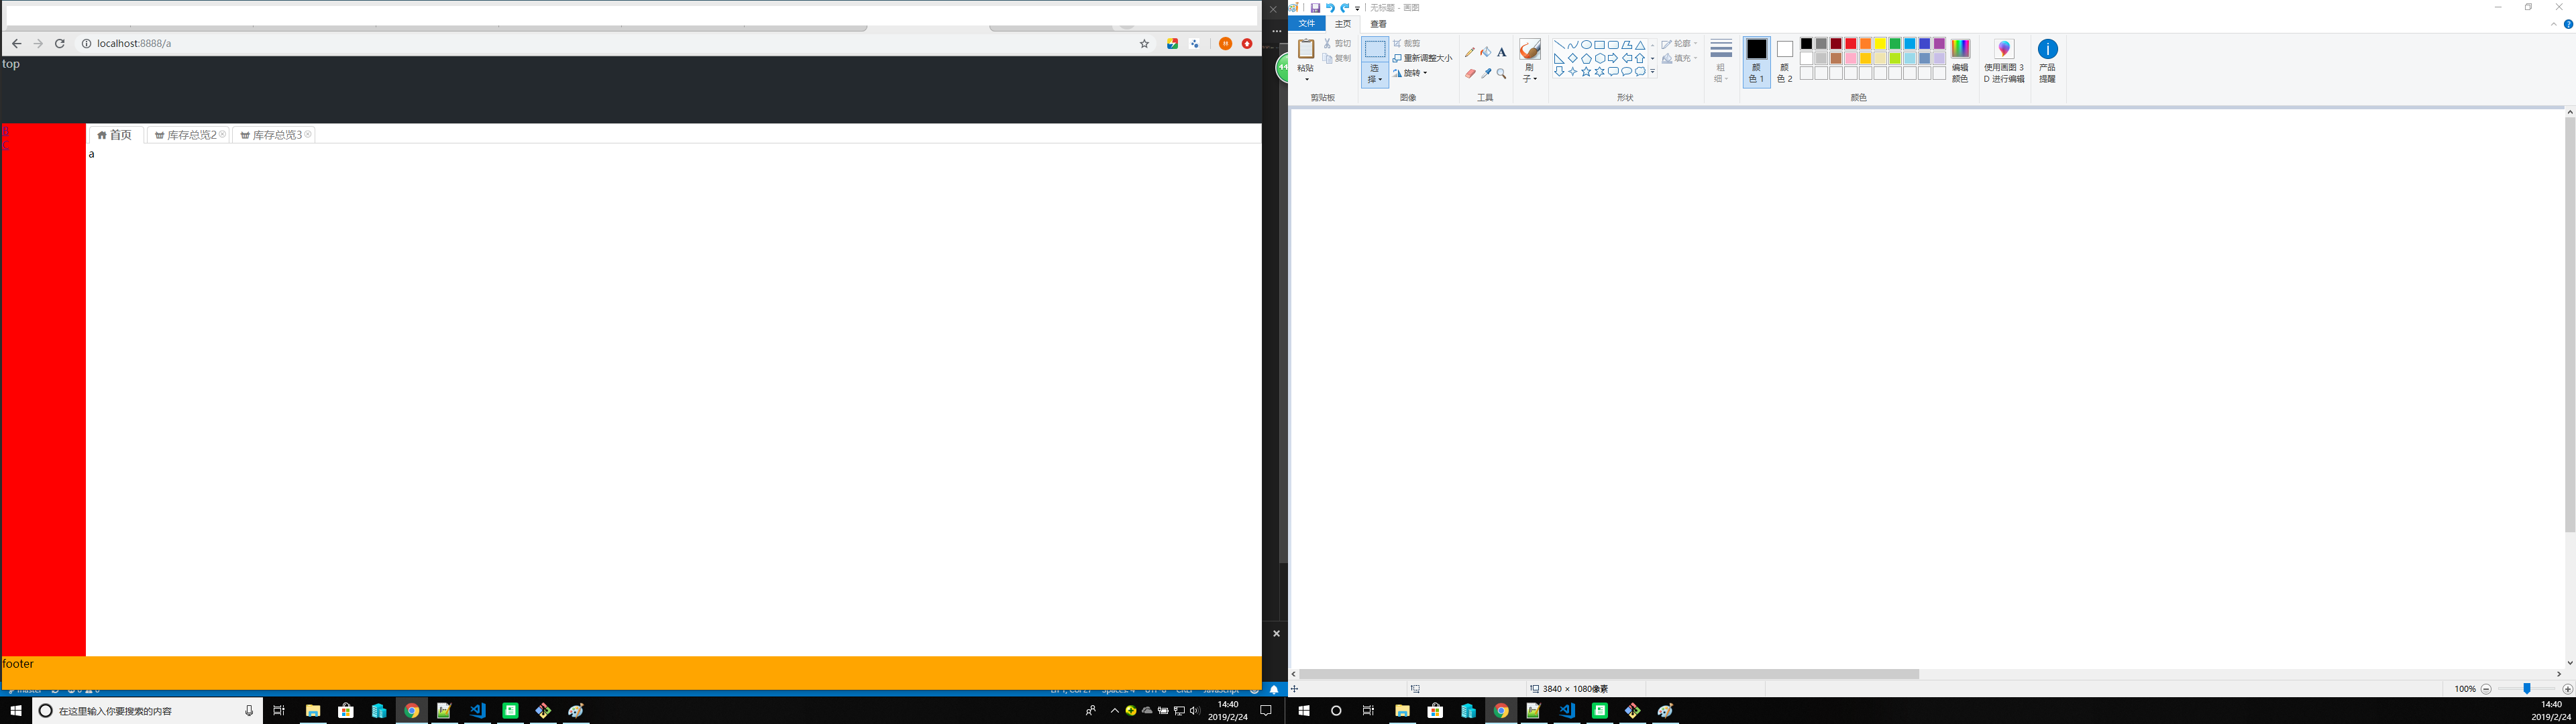 localhost:8888/a
top
首页
库存总览2
库存总览3
a
footer
在这里输入你要搜索的内容
14:40
2019/2/24
无标题 - 画图
文件
主页
查看
粘贴
剪切
复制
剪贴板
选
择
裁剪
重新调整大小
旋转
图像
A
工具
刷
子
轮廓
填充
形状
粗
细
颜
色 1
颜
色 2
编辑
颜色
颜色
使用画图 3
D 进行编辑
产品
提醒
3840 × 1080像素
100%
14:40
2019/2/24